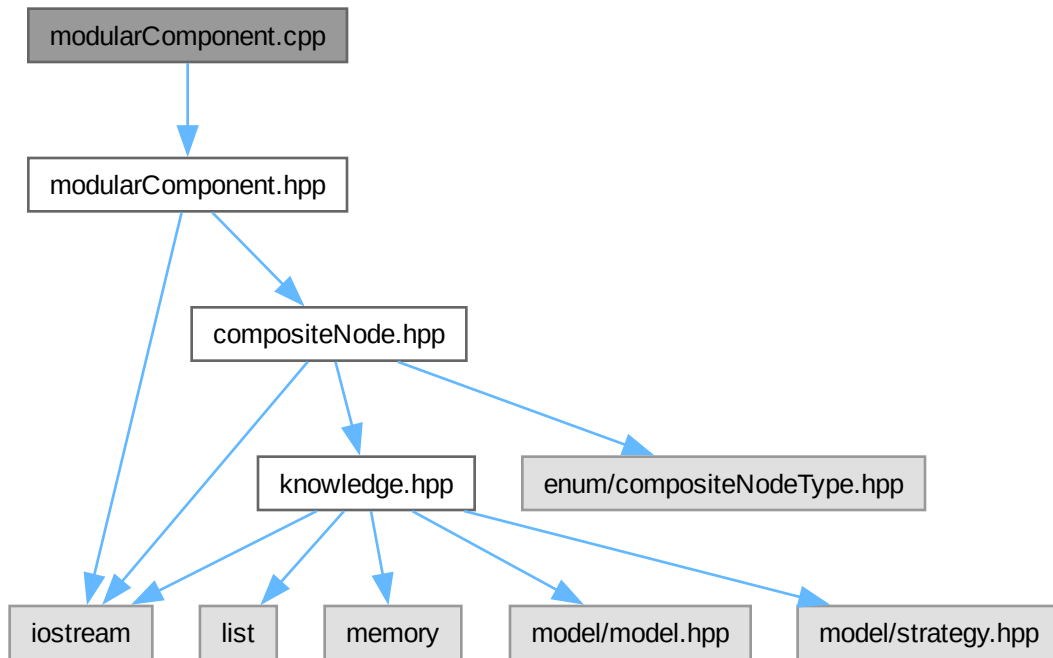 modularComponent.cpp
modularComponent.hpp
compositeNode.hpp
knowledge.hpp
enum/compositeNodeType.hpp
iostream
list
memory
model/model.hpp
model/strategy.hpp